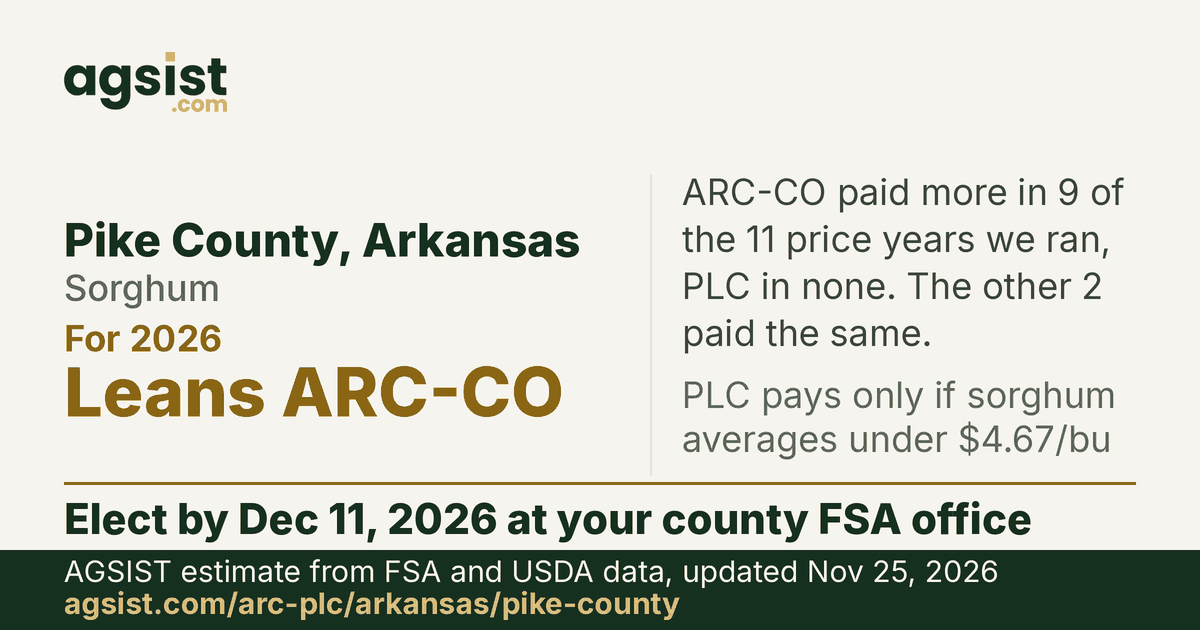 agsist
.com
Pike County, Arkansas
Sorghum
For 2026
Leans ARC-CO
ARC-CO paid more in 9 of
the 11 price years we ran,
PLC in none. The other 2
paid the same.
PLC pays only if sorghum
averages under $4.67/bu
Elect by Dec 11, 2026 at your county FSA office
AGSIST estimate from FSA and USDA data, updated Nov 25, 2026
agsist.com/arc-plc/arkansas/pike-county